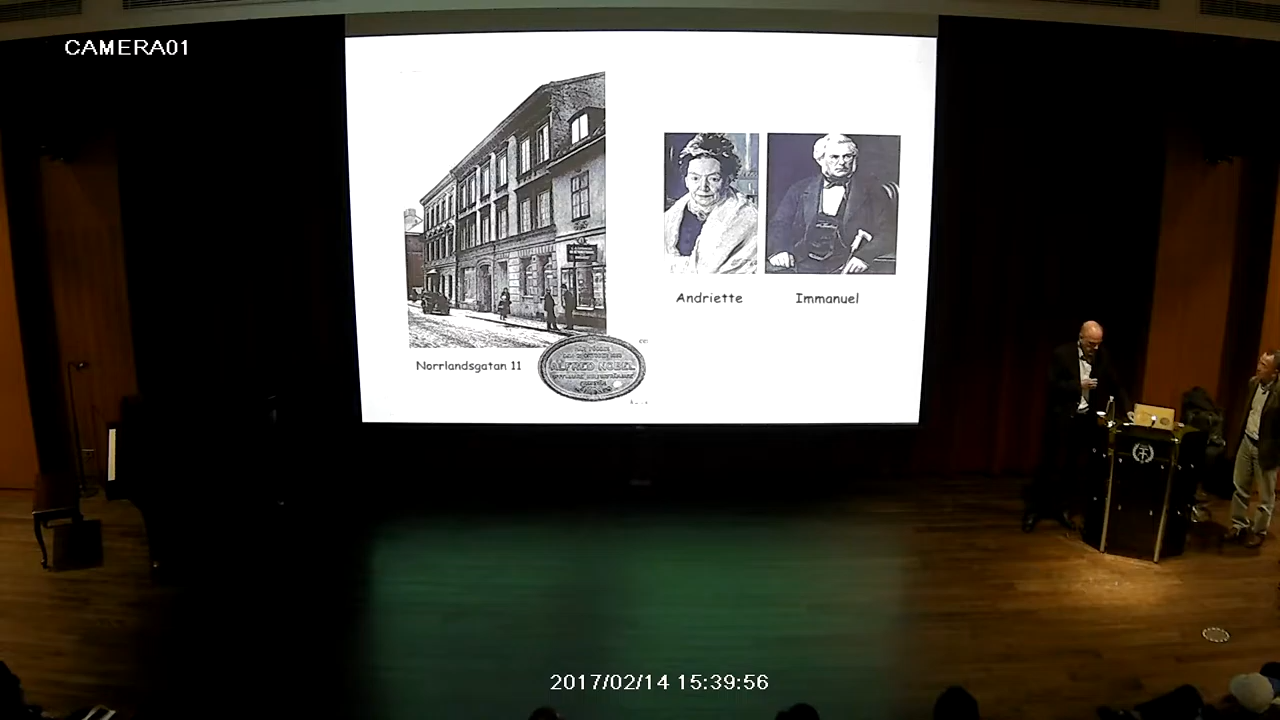 CAMERA01
Andriette
Immanuel
Norrlandsgatan 11
ALFRED NOBEL
2017/02/14 15:39:56